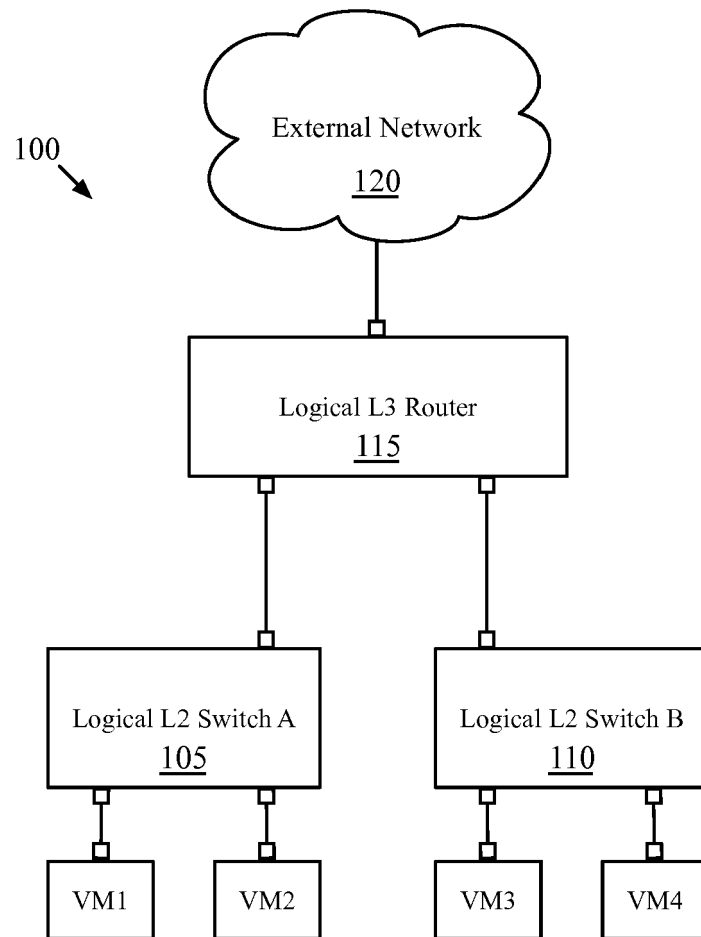 External Network
100
120
Logical L3 Router
115
Logical L2 Switch A
Logical L2 Switch B
105
110
VM1
VM2
VM3
VM4